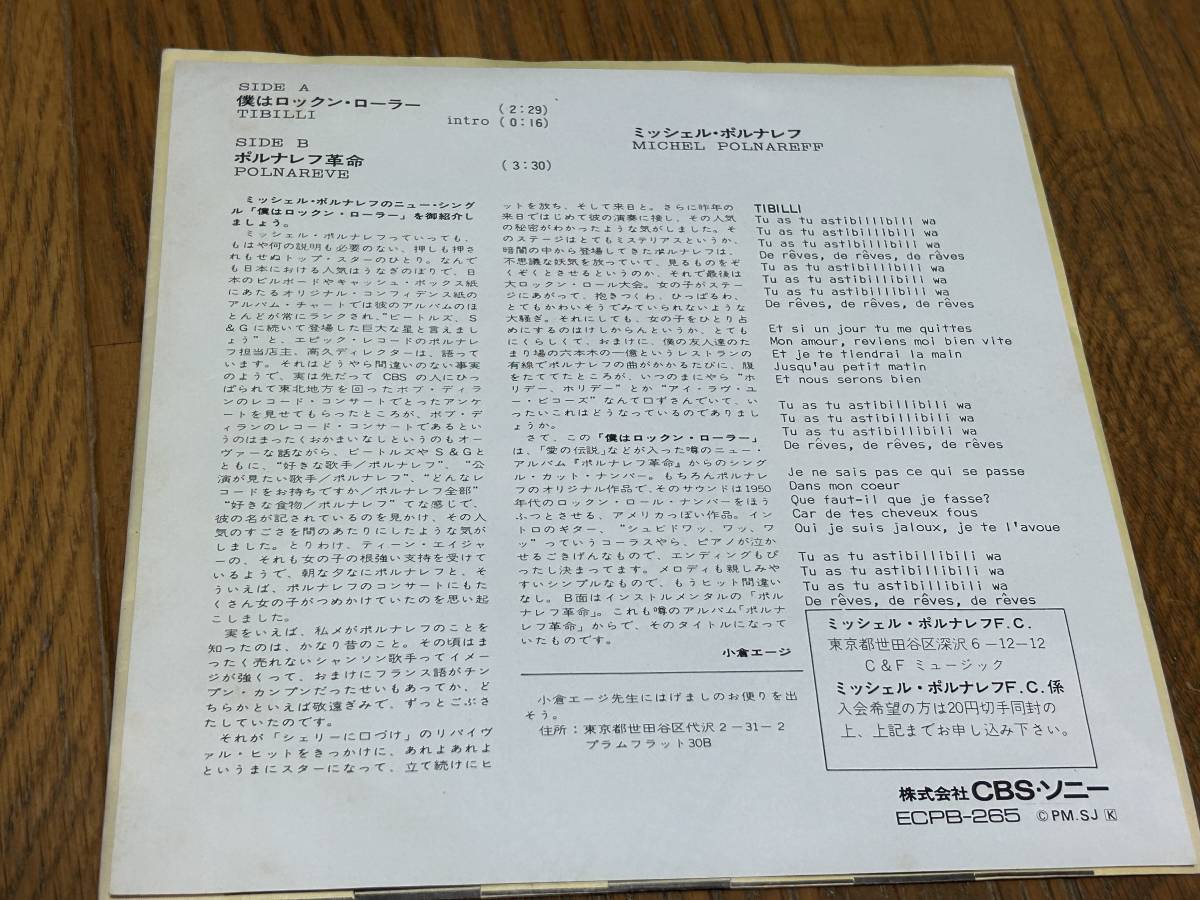 SIDE A
僕はロックン・ローラー
TIBILLI
(2:29)
intro (0:16)
SIDE B
ポルナレフ革命
POLNAREVE
(3:30)
ミッシェル・ポルナレフ
MICHEL POLNAREFF
ミッシェル・ポルナレフのニュー・シング
ル「僕はロックン・ローラー」を御紹介し
ましょう。
ミッシェル・ポルナレフっていっても、
もはや何の説明も必要のない、押しも押さ
れもせぬトップ・スターのひとり。なんで
も日本における人気はうなぎのぼりで、日
本のビルボードやキャッシュ・ボックス紙
にあたるオリジナル・コンフィデンス紙の
アルバム・チャートでは彼のアルバムのほ
とんどが常にランクされ、"ビートルズ、S
&Gに続いて登場した巨大な星と言えまし
ょう"と、エピック・レコードのポルナレ
フ担当店主、高久ディレクターは、語って
います。それはどうやら間違いのない事実
のようで、実は先だって CBS の人にひっ
ぱられて東北地方を回ったボブ・ディラ
ンのレコード・コンサートでとったアンケ
ートを見せてもらったところが、ボブ・デ
ィランのレコード・コンサートであるとい
うのはまったくおかまいなしというのもオー
ヴァーな話ながら、ビートルズや S&Gと
ともに、"好きな歌手/ポルナレフ"、"公
演が見たい歌手/ポルナレフ"、"どんなレ
コードをお持ちですか/ポルナレフ全部"
"好きな食物/ポルナレフ"てな感じで、
彼の名が記されているのを見かけ、その人
気のすごさを間のあたりにしたような気が
しました。とりわけ、ティーン・エイジャ
ーの、それも女の子の根強い支持を受けて
いるようで、朝な夕なにポルナレフと、そ
ういえば、ポルナレフのコンサートにもた
くさん女の子がつめかけていたのを思い起
こしました。
実をいえば、私メがポルナレフのことを
知ったのは、かなり昔のこと。その頃はま
ったく売れないシャンソン歌手ってイメー
ジが強くって、おまけにフランス語がチン
プン・カンプンだったせいもあってか、ど
ちらかといえば敬遠ぎみで、ずっとごぶさ
たしていたのです。
それが「シェリーに口づけ」のリバイヴ
ァル・ヒットをきっかけに、あれよあれよ
というまにスターになって、立て続けにヒ
ットを放ち、そして来日と。さらに昨年の
来日ではじめて彼の演奏に接し、その人気
の秘密がわかったような気がしました。そ
のステージはとてもミステリアスというか、
暗闇の中から登場してきたポルナレフは、
不思議な妖気を放っていて、見るものをぞ
くぞくとさせるというのか、それで最後は
大ロックン・ロール大会。女の子がステー
ジにあがって、抱きつくわ、ひっぱるわ、
とてもかわいそうでみていられないような
大騒ぎ。それにしても、女の子をひとり占
めにするのはけしからんというか、とても
にくらしくて、おまけに、僕の友人達のた
まり場の六本木の一億というレストランの
有線でポルナレフの曲がかかるたびに、腹
をたててたところが、いつのまにやら"ホ
リデー、ホリデー"とか"アイ・ラヴ・ユ
ー・ビコーズ"なんて口ずさんでいて、い
ったいこれはどうなっているのでありまし
ょうか。
さて、この「僕はロックン・ローラー」
は、「愛の伝説」などが入った噂のニュー・
アルバム『ポルナレフ革命』からのシング
ル・カット・ナンバー。もちろんポルナレ
フのオリジナル作品で、そのサウンドは1950
年代のロックン・ロール・ナンバーをほう
ふつとさせる、アメリカっぽい作品。イン
トロのギター、"シュビドワッ、ワッ、ワ
ッ"っていうコーラスやら、ピアノが泣か
せるごきげんなもので、エンディングもぴ
ったし決まってます。メロディも親しみや
すいシンプルなもので、もうヒット間違い
なし。B面はインストルメンタルの「ポル
ナレフ革命」。これも噂のアルバム「ポルナ
レフ革命」からで、そのタイトルになって
いたものです。
小倉エージ
小倉エージ先生にはげましのお便りを出
そう。
住所:東京都世田谷区代沢2-31-2
プラムフラット30B
TIBILLI
Tu as tu astibillibili wa
Tu as tu astibillibili wa
Tu as tu astibillibili wa
De rêves, de rêves, de rêves
Tu as tu astibillibili wa
Tu as tu astibillibili wa
Tu as tu astibillibili wa
De rêves, de rêves, de rêves
Et si un jour tu me quittes
Mon amour, reviens moi bien vite
Et je te tiendrai la main
Jusqu'au petit matin
Et nous serons bien
Tu as tu astibillibili wa
Tu as tu astibillibili wa
Tu as tu astibillibili wa
De rêves, de rêves, de rêves
Je ne sais pas ce qui se passe
Dans mon coeur
Que faut-il que je fasse?
Car de tes cheveux fous
Oui je suis jaloux, je te l'avoue
Tu as tu astibillibili wa
Tu as tu astibillibili wa
Tu as tu astibillibili wa
De rêves, de rêves, de rêves
ミッシェル・ポルナレフF.C.
東京都世田谷区深沢6-12-12
C&Fミュージック
ミッシェル・ポルナレフF.C.係
入会希望の方は20円切手同封の
上、上記までお申し込み下さい。
株式会社 CBS・ソニー
ECPB-265 ©PM.SJ K